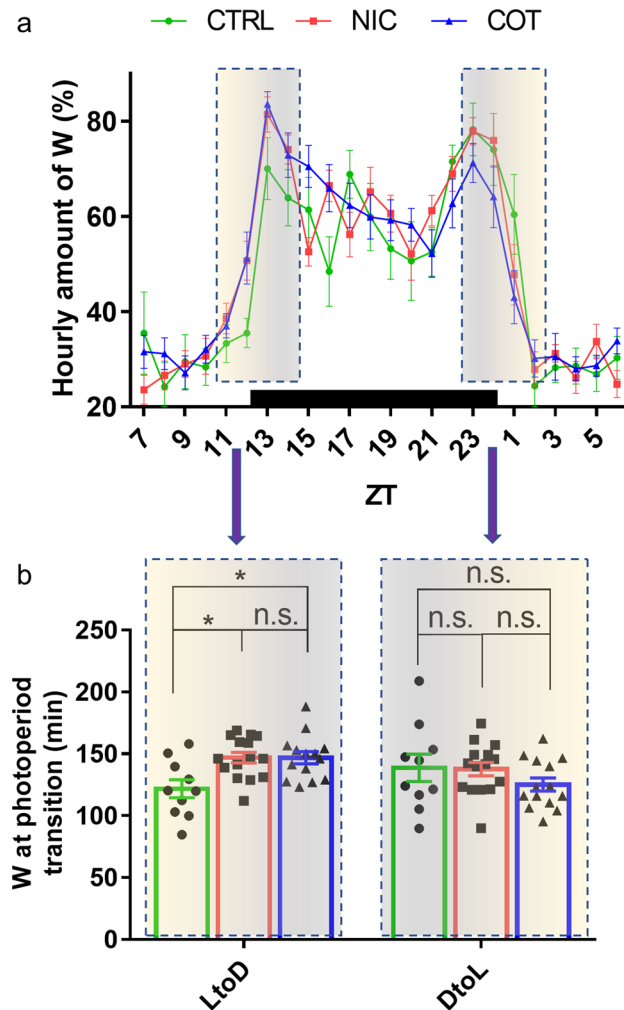 a
CTRL NIC COT
Hourly amount of W (%)
80
60
40
20
7 9 11 13 15 17 19 21 23 1 3 5
ZT
b
W at photoperiod
transition (min)
250
200
150
100
50
0
*
* n.s.
n.s.
n.s. n.s.
LtoD DtoL